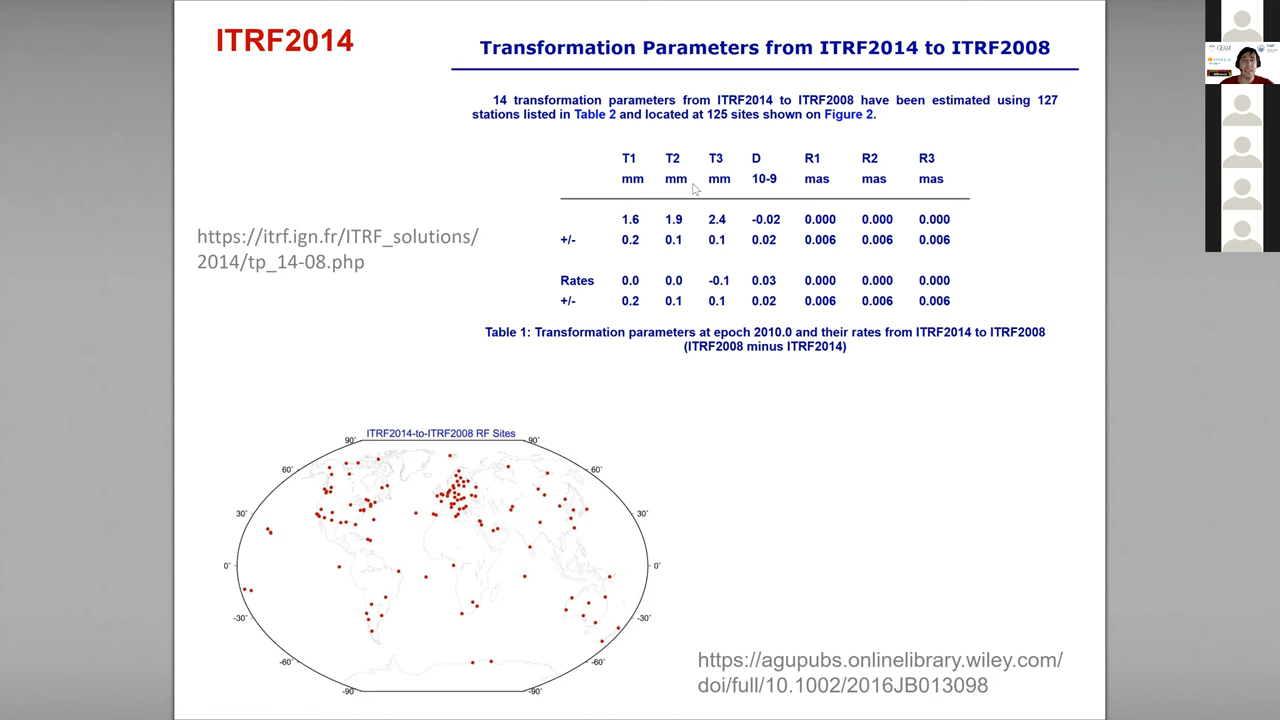 ITRF2014
Transformation Parameters from ITRF2014 to ITRF2008
14 transformation parameters from ITRF2014 to ITRF2008 have been estimated using 127
stations listed in Table 2 and located at 125 sites shown on Figure 2.
T1 T2 T3 D R1 R2 R3
mm mm mm 10-9 mas mas mas
1.6 1.9 2.4 -0.02 0.000 0.000 0.000
+/- 0.2 0.1 0.1 0.02 0.006 0.006 0.006
Rates 0.0 0.0 -0.1 0.03 0.000 0.000 0.000
+/- 0.2 0.1 0.1 0.02 0.006 0.006 0.006
Table 1: Transformation parameters at epoch 2010.0 and their rates from ITRF2014 to ITRF2008
(ITRF2008 minus ITRF2014)
https://itrf.ign.fr/ITRF_solutions/
2014/tp_14-08.php
ITRF2014-to-ITRF2008 RF Sites
90˚ 90˚
60˚ 60˚
30˚ 30˚
0˚ 0˚
-30˚ -30˚
-60˚ -60˚
-90˚ -90˚
https://agupubs.onlinelibrary.wiley.com/
doi/full/10.1002/2016JB013098
GEAM